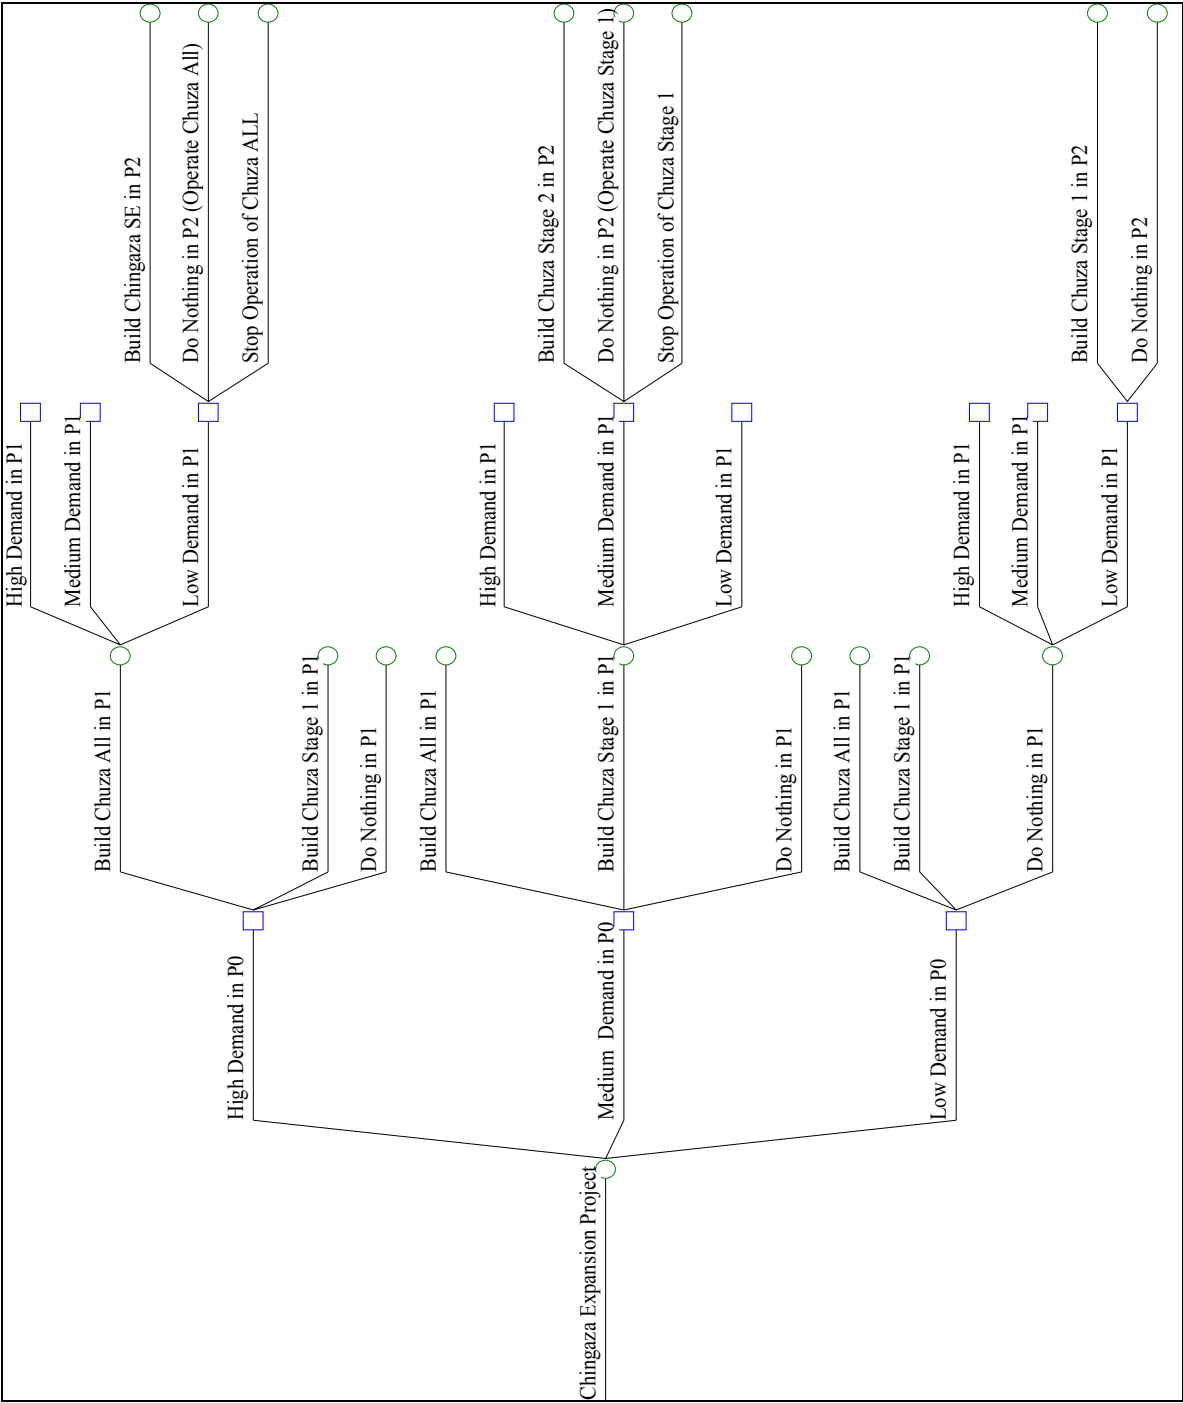 Chingaza Expansion Project
High Demand in P0
Build Chuza All in P1
High Demand in P1
Medium Demand in P1
Low Demand in P1
Build Chingaza SE in P2
Do Nothing in P2 (Operate Chuza All)
Stop Operation of Chuza ALL
Build Chuza Stage 1 in P1
Do Nothing in P1
Medium  Demand in P0
Build Chuza All in P1
Build Chuza Stage 1 in P1
High Demand in P1
Medium Demand in P1
Build Chuza Stage 2 in P2
Do Nothing in P2 (Operate Chuza Stage 1)
Stop Operation of Chuza Stage 1
Low Demand in P1
Do Nothing in P1
Low Demand in P0
Build Chuza All in P1
Build Chuza Stage 1 in P1
Do Nothing in P1
High Demand in P1
Medium Demand in P1
Low Demand in P1
Build Chuza Stage 1 in P2
Do Nothing in P2